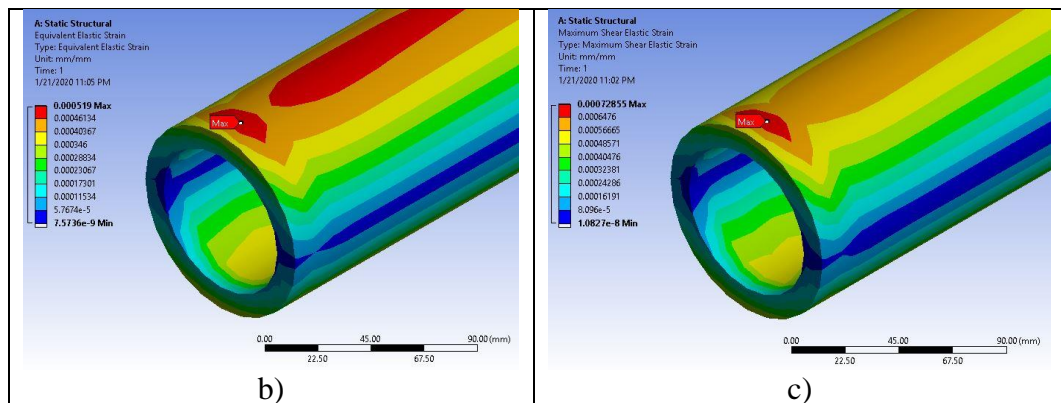 A: Static Structural
Equivalent Elastic Strain
Type: Equivalent Elastic Strain
Unit: mm/mm
Time: 1
1/21/2020 11:05 PM
0.000519 Max
0.00046134
0.00040367
0.000346
0.00028834
0.00023067
0.00017301
0.00011534
5.7674e-5
7.5736e-9 Min
Max
0.00 45.00 90.00 (mm)
22.50 67.50
b)
A: Static Structural
Maximum Shear Elastic Strain
Type: Maximum Shear Elastic Strain
Unit: mm/mm
Time: 1
1/21/2020 11:02 PM
0.00072855 Max
0.0006476
0.00056665
0.00048571
0.00040476
0.00032381
0.00024286
0.00016191
8.096e-5
1.0827e-8 Min
Max
0.00 45.00 90.00 (mm)
22.50 67.50
c)